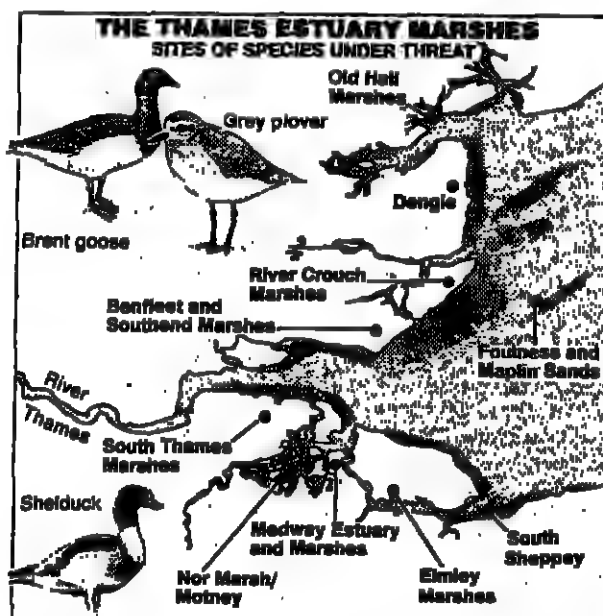 THE THAMES ESTUARY MARSHES
SITES OF SPECIES UNDER THREAT
Old Hall
Marshes
Grey plover
Dengie
Brent goose
River Crouch
Marshes
Benfleet and
Southend Marshes
Foulness and
Maplin Sands
River
Thames
South Thames
Marshes
Shelduck
Medway Estuary
and Marshes
South
Sheppey
Nor Marsh/
Motney
Elmley
Marshes